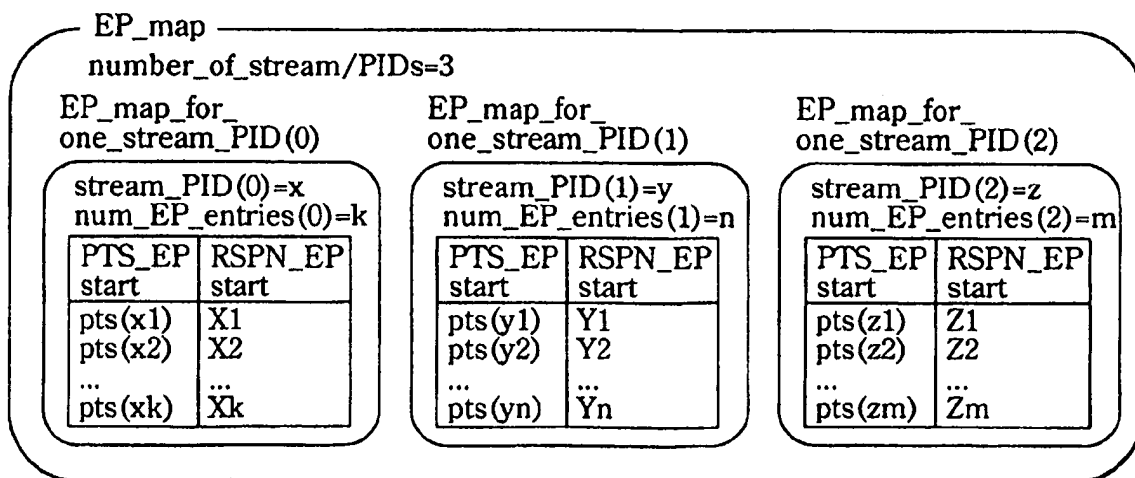 EP_map
number_of_stream/PIDs=3
EP_map_for_
one_stream_PID(0)
stream_PID(0)=x
num_EP_entries(0)=k
PTS_EP RSPN_EP
start start
pts(x1) X1
pts(x2) X2
... ...
pts(xk) Xk
EP_map_for_
one_stream_PID(1)
stream_PID(1)=y
num_EP_entries(1)=n
PTS_EP RSPN_EP
start start
pts(y1) Y1
pts(y2) Y2
... ...
pts(yn) Yn
EP_map_for_
one_stream_PID(2)
stream_PID(2)=z
num_EP_entries(2)=m
PTS_EP RSPN_EP
start start
pts(z1) Z1
pts(z2) Z2
... ...
pts(zm) Zm